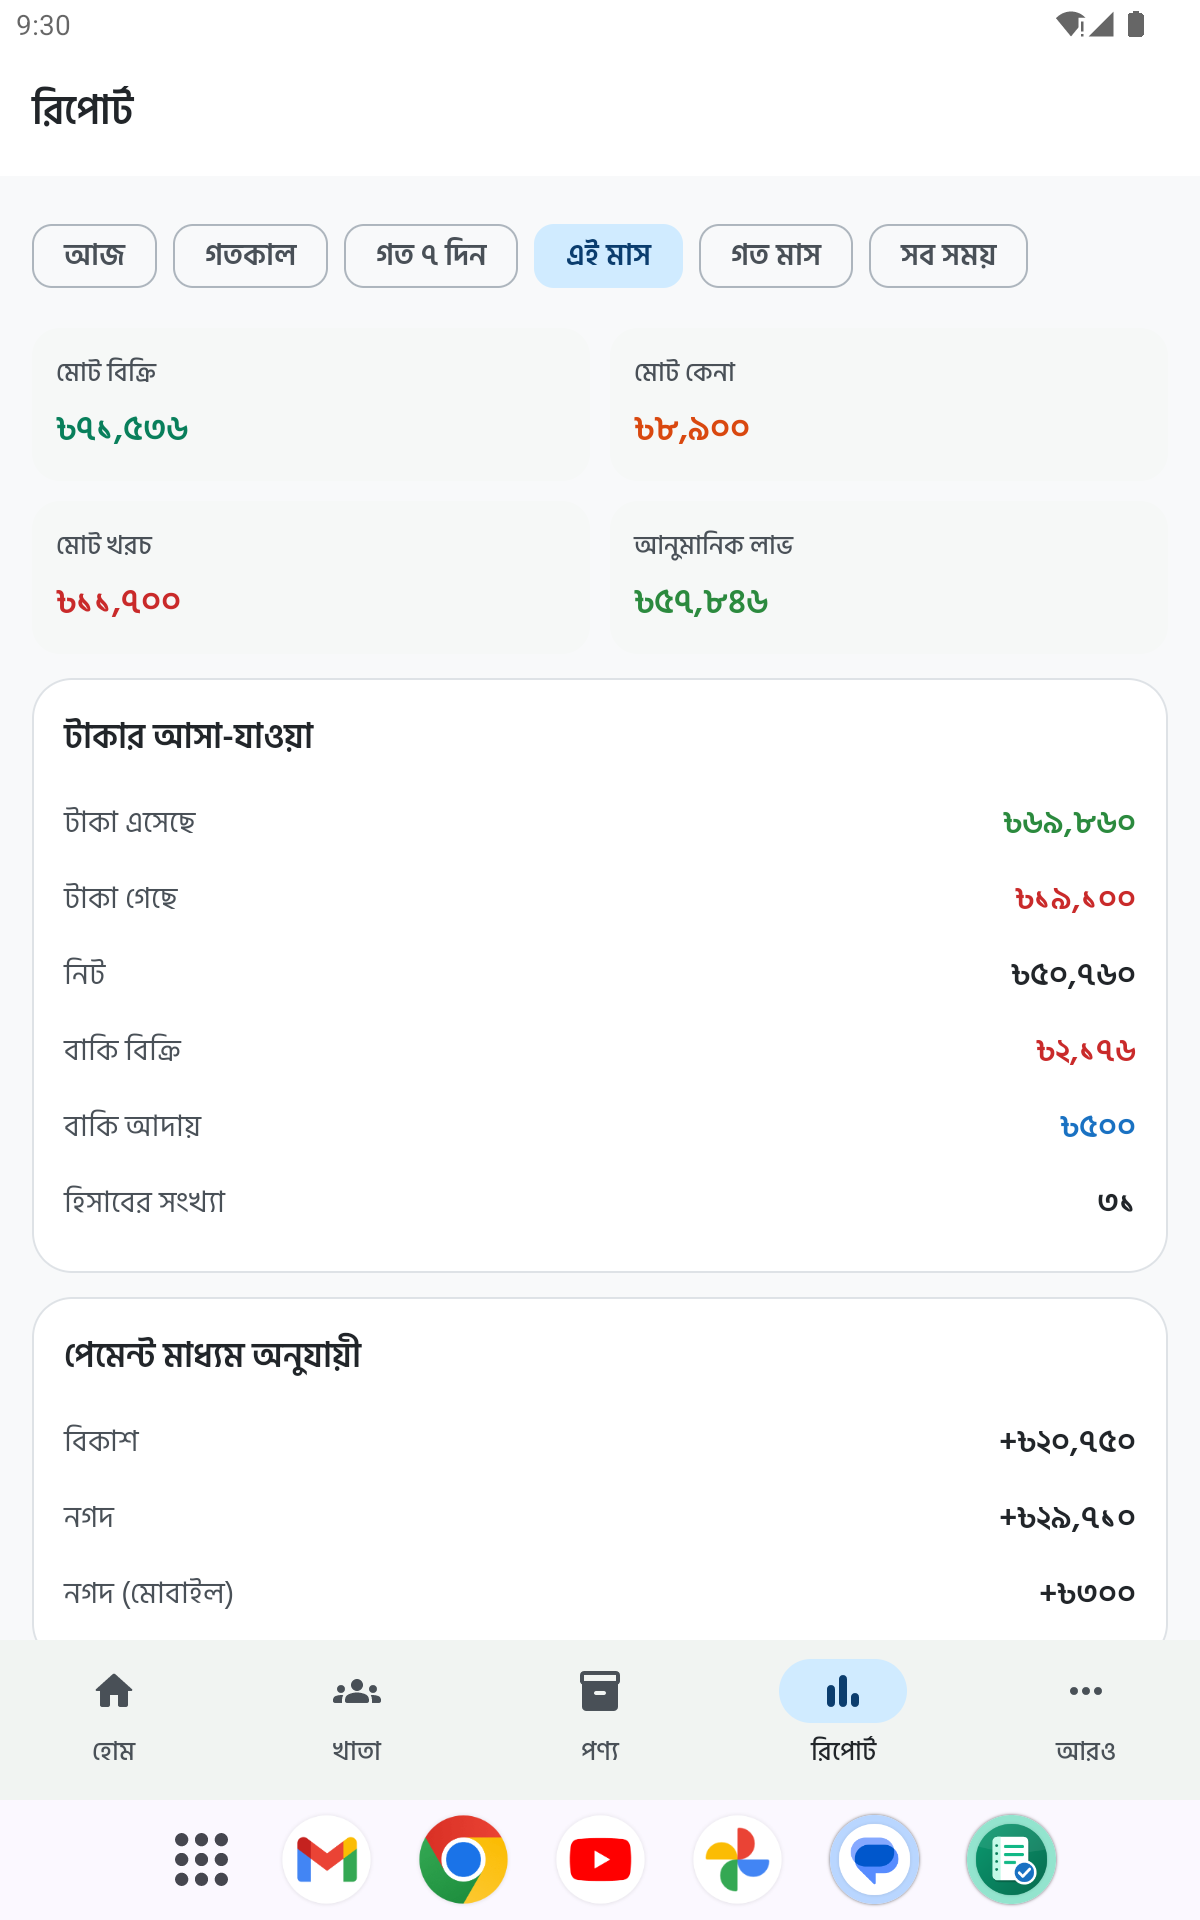 9:30
রিপোর্ট
আজ গতকাল গত ৭ দিন এই মাস গত মাস সব সময়
মোট বিক্রি
৳৭১,৫৩৬
মোট কেনা
৳৮,৯০০
মোট খরচ
৳১১,৭০০
আনুমানিক লাভ
৳৫৭,৮৪৬
টাকার আসা-যাওয়া
টাকা এসেছে ৳৬৯,৮৬০
টাকা গেছে ৳১৯,১০০
নিট ৳৫০,৭৬০
বাকি বিক্রি ৳২,১৭৬
বাকি আদায় ৳৫০০
হিসাবের সংখ্যা ৩১
পেমেন্ট মাধ্যম অনুযায়ী
বিকাশ +৳২০,৭৫০
নগদ +৳২৯,৭১০
নগদ (মোবাইল) +৳৩০০
হোম খাতা পণ্য রিপোর্ট আরও